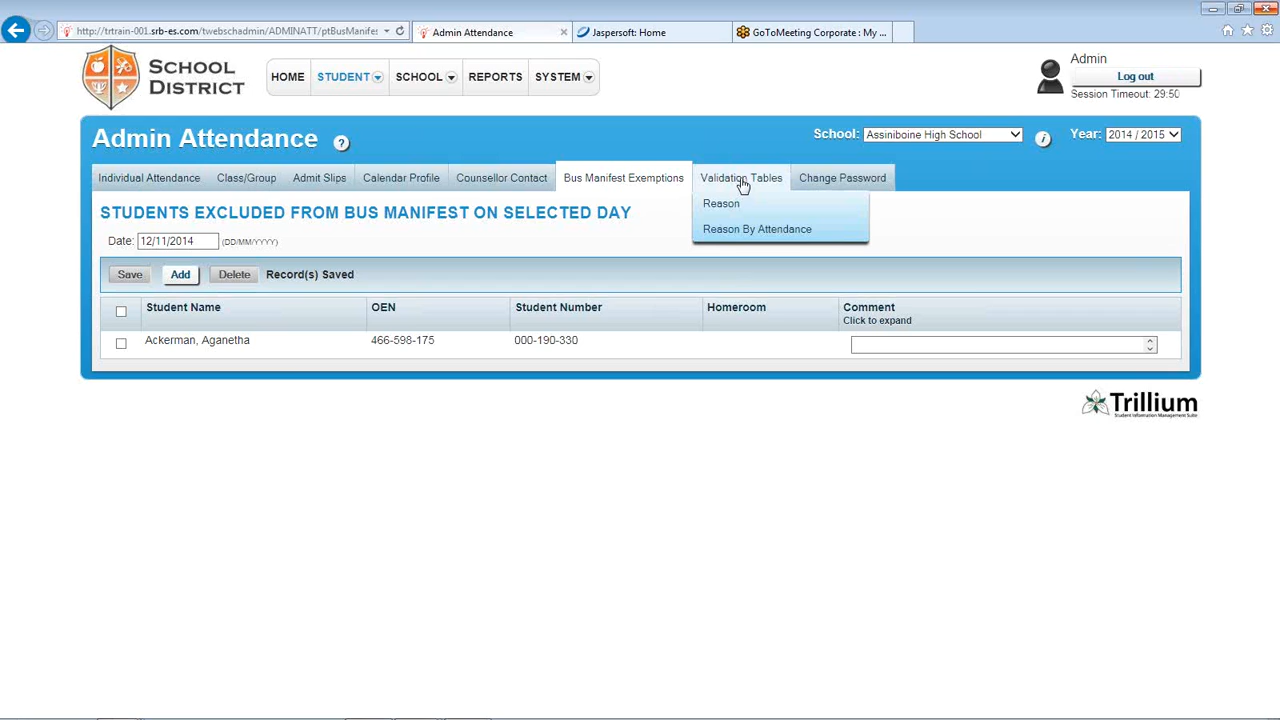 http://trtrain-001.srb-es.com/twebschadmin/ADMINATT/ptBusManifes
Admin Attendance
Jaspersoft: Home
GoToMeeting Corporate : My ...
SCHOOL DISTRICT
HOME STUDENT SCHOOL REPORTS SYSTEM
Admin
Log out
Session Timeout: 29:50
Admin Attendance ?
School: Assiniboine High School i Year: 2014 / 2015
Individual Attendance Class/Group Admit Slips Calendar Profile Counsellor Contact Bus Manifest Exemptions Validation Tables Change Password
Reason
Reason By Attendance
STUDENTS EXCLUDED FROM BUS MANIFEST ON SELECTED DAY
Date: 12/11/2014 (DD/MM/YYYY)
Save Add Delete Record(s) Saved
Student Name OEN Student Number Homeroom Comment
Click to expand
Ackerman, Aganetha 466-598-175 000-190-330
Trillium
Student Information Management Suite